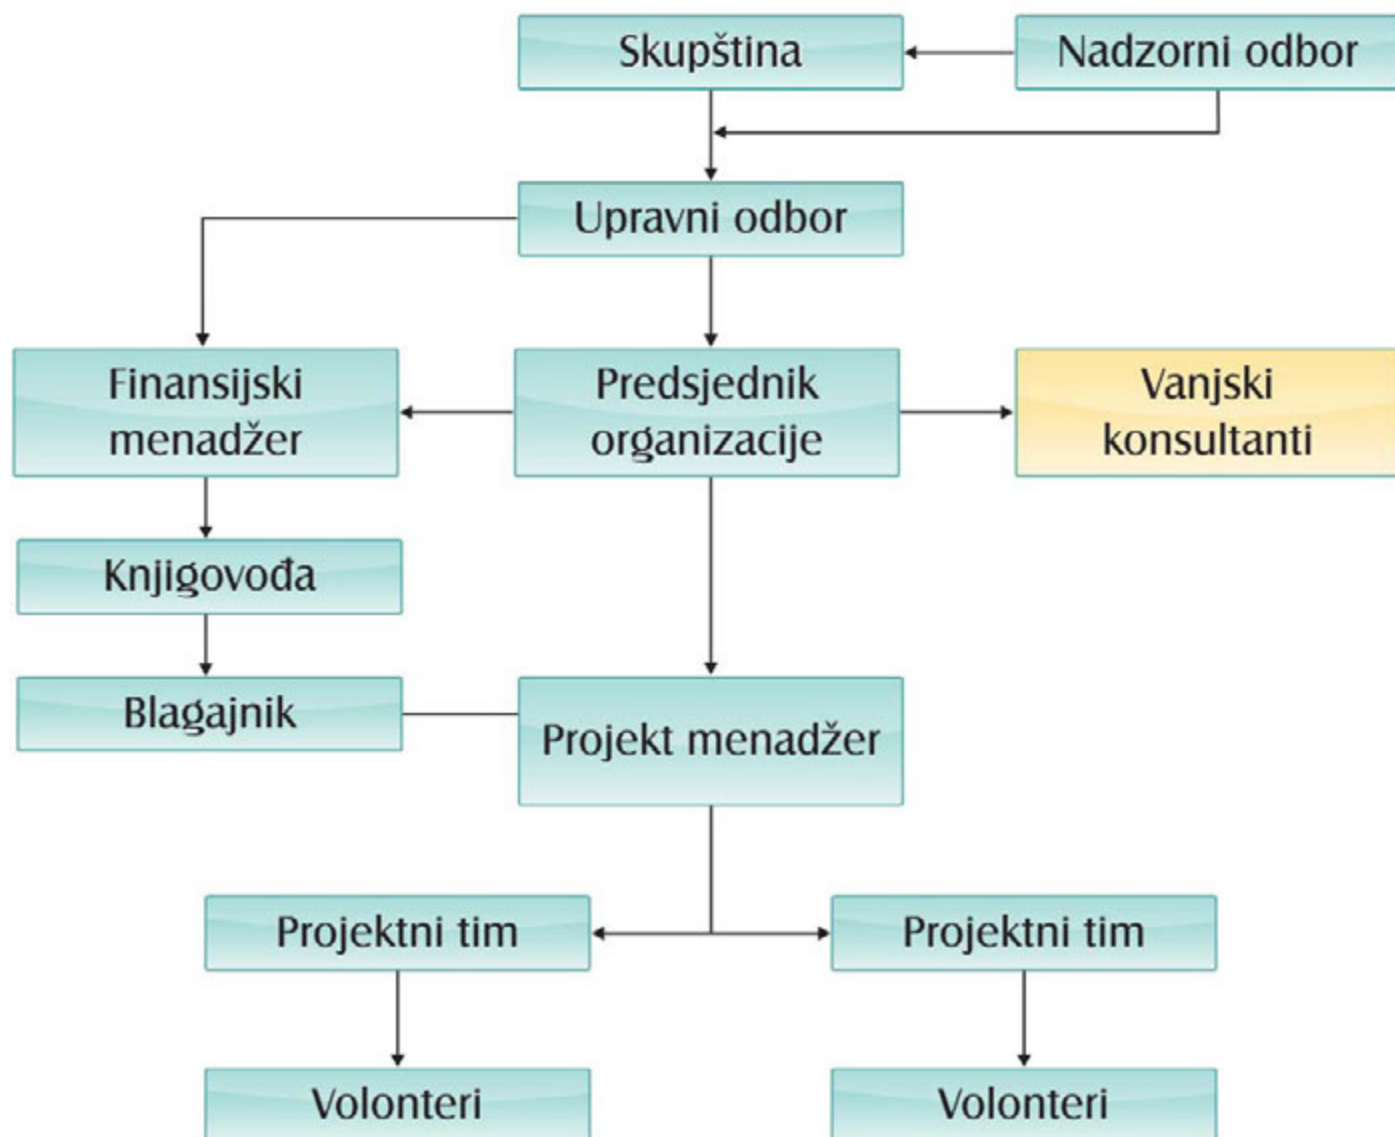 Skupština
Nadzorni odbor
Upravni odbor
Finansijski
menadžer
Predsjednik
organizacije
Vanjski
konsultanti
Knjigovođa
Blagajnik
Projekt menadžer
Projektni tim
Projektni tim
Volonteri
Volonteri